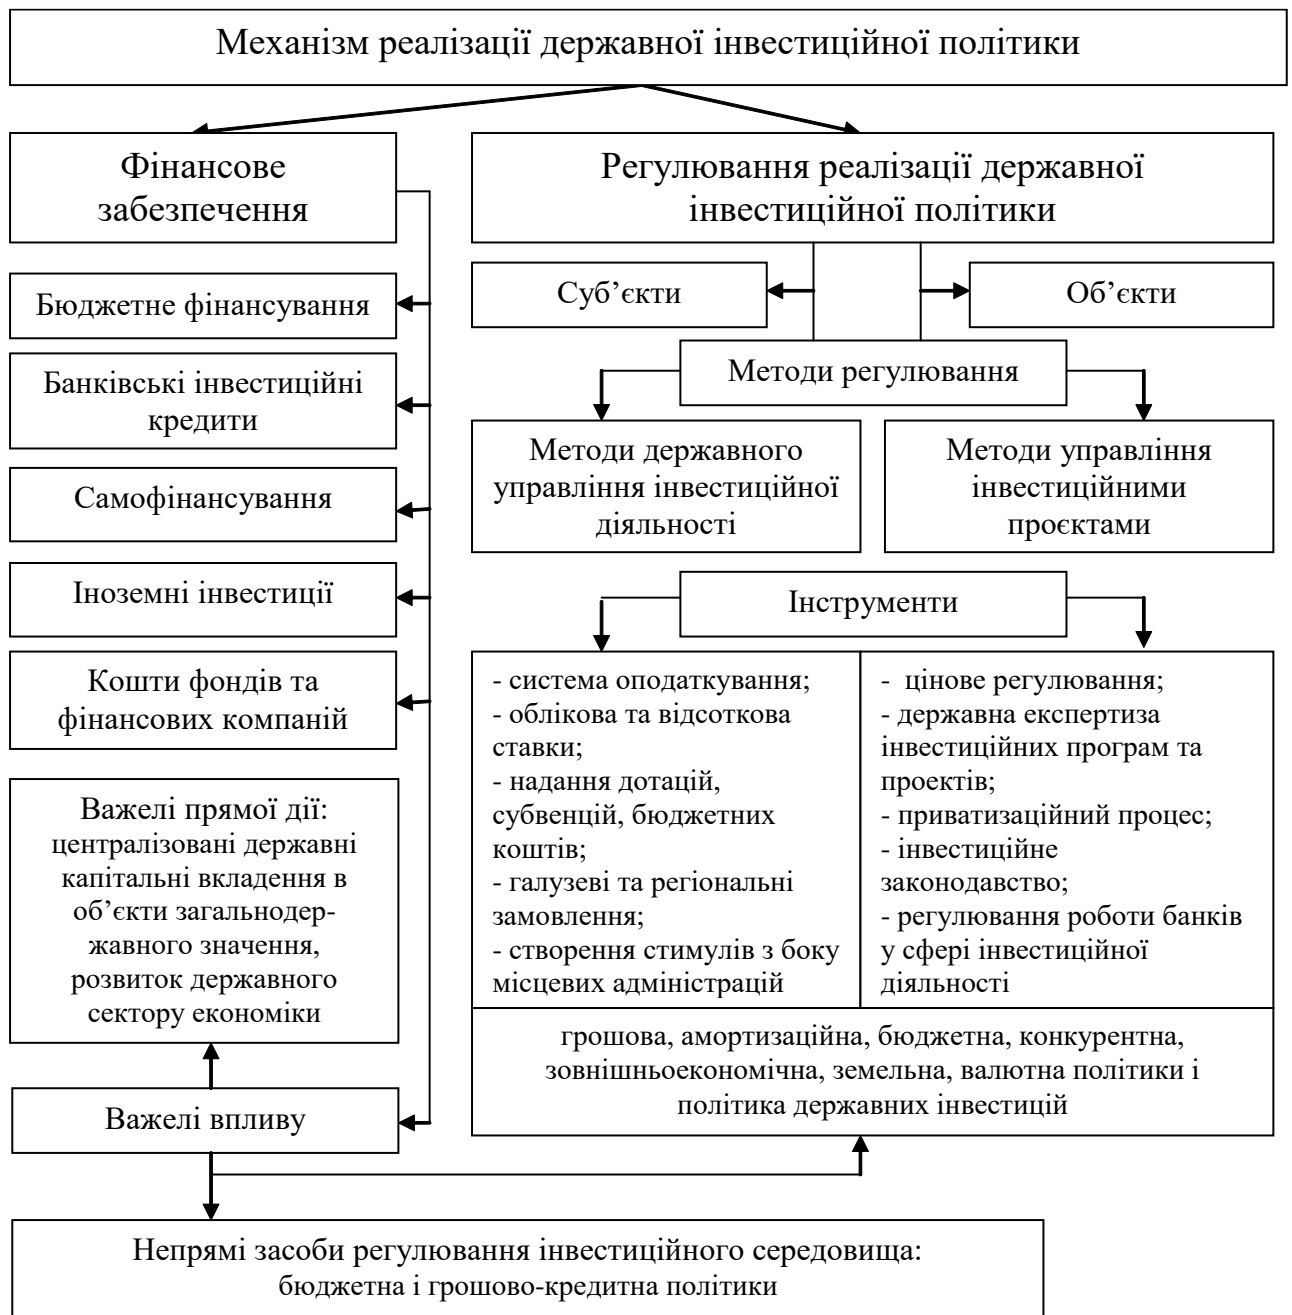 Механізм реалізації державної інвестиційної політики
Фінансове
забезпечення
Регулювання реалізації державної
інвестиційної політики
Бюджетне фінансування
Суб’єкти
Об’єкти
Банківські інвестиційні
кредити
Методи регулювання
Самофінансування
Методи державного
управління інвестиційної
діяльності
Методи управління
інвестиційними
проєктами
Іноземні інвестиції
Інструменти
Кошти фондів та
фінансових компаній
- система оподаткування;
- облікова та відсоткова
ставки;
- надання дотацій,
субвенцій, бюджетних
коштів;
- галузеві та регіональні
замовлення;
- створення стимулів з боку
місцевих адміністрацій
- цінове регулювання;
- державна експертиза
інвестиційних програм та
проектів;
- приватизаційний процес;
- інвестиційне
законодавство;
- регулювання роботи банків
у сфері інвестиційної
діяльності
Важелі прямої дії:
централізовані державні
капітальні вкладення в
об’єкти загальнодер-
жавного значення,
розвиток державного
сектору економіки
грошова, амортизаційна, бюджетна, конкурентна,
зовнішньоекономічна, земельна, валютна політики і
політика державних інвестицій
Важелі впливу
Непрямі засоби регулювання інвестиційного середовища:
бюджетна і грошово-кредитна політики